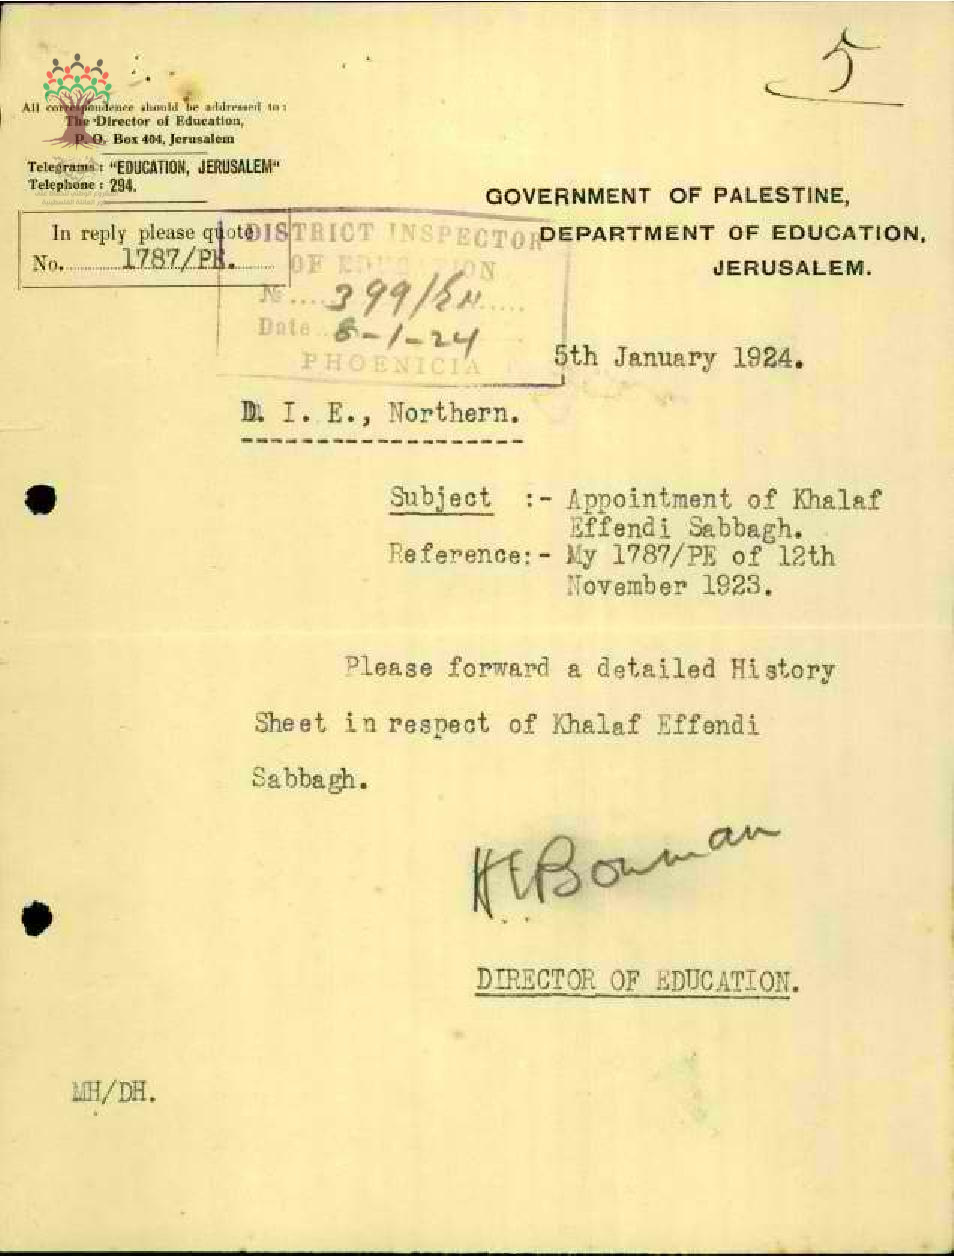 5
All correspondence should be addressed to:
The Director of Education,
P. O. Box 404, Jerusalem
Telegrams : "EDUCATION, JERUSALEM"
Telephone : 294.
GOVERNMENT OF PALESTINE,
DEPARTMENT OF EDUCATION,
JERUSALEM.
In reply please quote
No. 1787/PE.
DISTRICT INSPECTOR
OF EDUCATION
No 399/
Date 8-1-24
PHOENICIA
5th January 1924.
D. I. E., Northern.
Subject :- Appointment of Khalaf
Effendi Sabbagh.
Reference:- My 1787/PE of 12th
November 1923.
Please forward a detailed History
Sheet in respect of Khalaf Effendi
Sabbagh.
H E Bowman
DIRECTOR OF EDUCATION.
MH/DH.